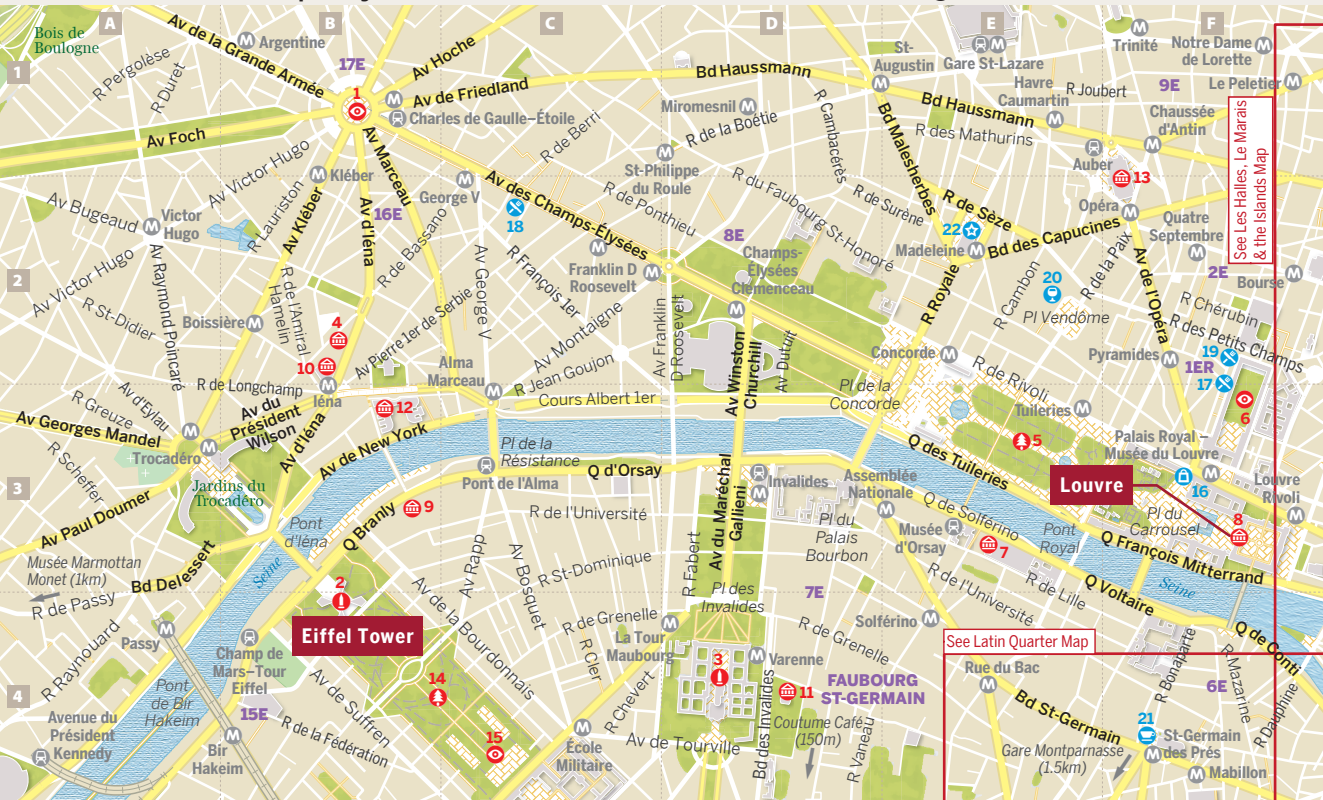 A
B
C
D
E
F
1
2
3
4
Bois de
Boulogne
Av de la Grande Armée
Argentine
17E
Av Hoche
R Pergolèse
R Duret
1
Av de Friedland
Charles de Gaulle–Étoile
Av Foch
Av Victor Hugo
Kléber
Av Marceau
R de Berri
Miromesnil
R de la Boétie
Bd Haussmann
R Cambacérès
St-
Augustin
Gare St-Lazare
Trinité
Notre Dame
de Lorette
Le Peletier
9E
Havre
Caumartin
R Joubert
Chaussée
d'Antin
Bd Haussmann
R des Mathurins
Auber
13
Opéra
Bd Malesherbes
See Les Halles, Le Marais
& the Islands Map
St-Philippe
du Roule
George V
Av des Champs-Élysées
18
R de Ponthieu
R du Faubourg St-Honoré
R de Surène
R de Sèze
22
Madeleine
Bd des Capucines
Quatre
Septembre
2E
Bourse
Av Bugeaud
Victor
Hugo
R Lauriston
Av Kléber
16E
Av d'Iéna
R de Bassano
Av George V
R François 1er
Franklin D
Roosevelt
8E
Champs-
Élysées
Clemenceau
R Royale
R Cambon
20
Pl Vendôme
R de la Paix
Av de l'Opéra
R Chérubin
R des Petits Champs
19
1ER
17
6
Pyramides
Av Victor Hugo
R St-Didier
Av Raymond Poincaré
Boissière
R de l'Amiral
Hamelin
4
10
Av Pierre 1er de Serbie
Av Montaigne
Av Franklin
D Roosevelt
Av Winston
Churchill
Av Dutuit
Concorde
R de Rivoli
Tuileries
Alma
Marceau
R Jean Goujon
Cours Albert 1er
Pl de la
Concorde
R de Longchamp
Iéna
12
Av du
Président
Wilson
Av d'Eylau
R Greuze
Av Georges Mandel
Trocadéro
R Scheffer
Av d'Iéna
Av de New York
Pl de la
Résistance
Pont de l'Alma
Q d'Orsay
Q des Tuileries
5
Palais Royal –
Musée du Louvre
Louvre
16
Louvre
Rivoli
Pl du
Carrousel
8
Jardins du
Trocadéro
Av Paul Doumer
Pont
d'Iéna
Q Branly
9
R de l'Université
Av du Maréchal
Gallieni
Invalides
Assemblée
Nationale
Pl du
Palais
Bourbon
Musée
d'Orsay
Q de Solférino
7
Pont
Royal
Q François Mitterrand
Seine
Musée Marmottan
Monet (1km)
Bd Delessert
R de Passy
Seine
2
Eiffel Tower
Av Rapp
Av Bosquet
R St-Dominique
R Fabert
Pl des
Invalides
7E
R de l'Université
R de Lille
Q Voltaire
Q de Conti
Av de la Bourdonnais
R de Grenelle
La Tour
Maubourg
R Cler
3
Varenne
11
R de Grenelle
Solférino
See Latin Quarter Map
R Raynouard
Passy
Champ de
Mars–Tour
Eiffel
Pont
de Bir
Hakeim
15E
Av de Suffren
R de la Fédération
14
15
Avenue du
Président
Kennedy
Bir
Hakeim
École
Militaire
R Chevert
Av de Tourville
Bd des Invalides
Coutume Café
(150m)
FAUBOURG
ST-GERMAIN
R Vaneau
Rue du Bac
Bd St-Germain
Gare Montparnasse
(1.5km)
21
St-Germain
des Prés
Mabillon
R Bonaparte
6E
R Mazarine
R Dauphine